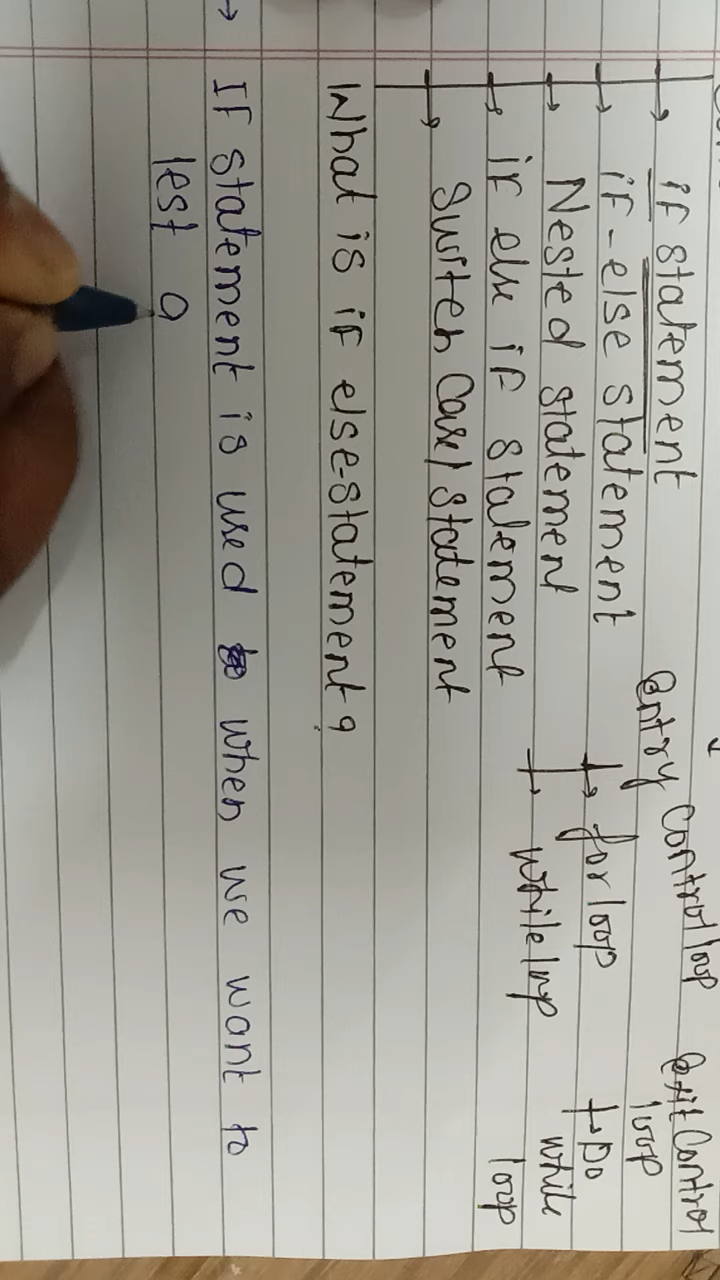 entry control loop exit control loop
if statement
if-else statement → for loop → Do while loop
Nested statement → while loop
if else if statement
Switch Case/statement
What is if else-statement?
→ If statement is used when we want to
test a